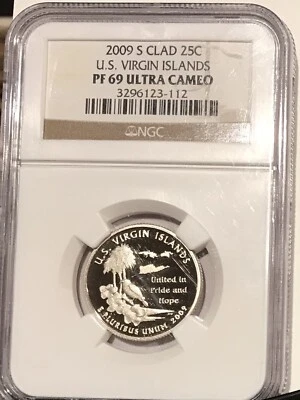 2009 S CLAD 25C
U.S. VIRGIN ISLANDS
PF 69 ULTRA CAMEO
3296123-112
NGC
U.S. VIRGIN ISLANDS
United in
Pride and
Hope
E PLURIBUS UNUM 2009